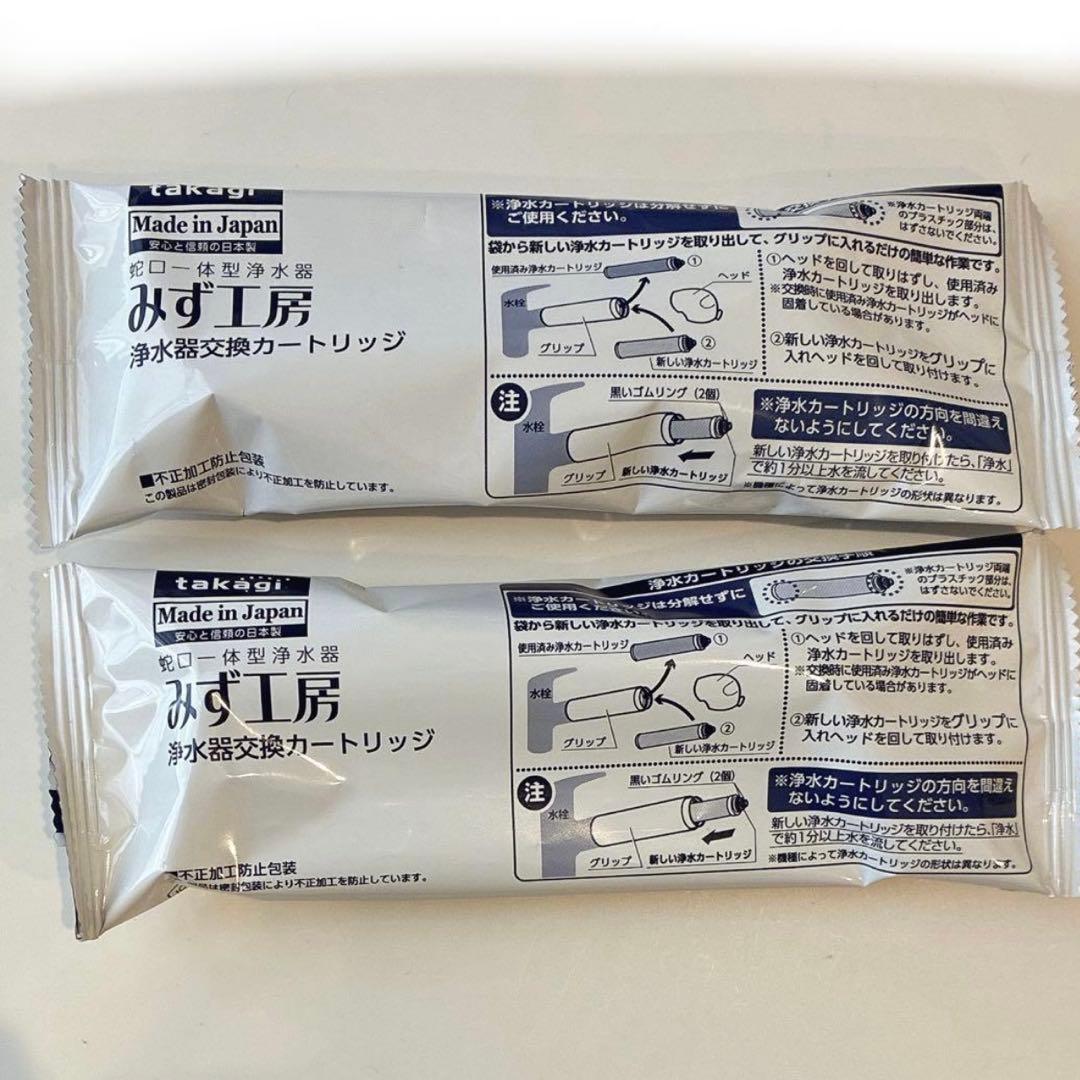 takagi
Made in Japan
安心と信頼の日本製
蛇口一体型浄水器
みず工房
浄水器交換カートリッジ
■不正加工防止包装
この製品は密封包装により不正加工を防止しています。
※浄水カートリッジは分解せずに
ご使用ください。
※浄水カートリッジ両端
のプラスチック部分は、
はずさないでください。
袋から新しい浄水カートリッジを取り出して、グリップに入れるだけの簡単な作業です。
使用済み浄水カートリッジ
①
ヘッド
水栓
グリップ
②
新しい浄水カートリッジ
①ヘッドを回して取りはずし、使用済み
浄水カートリッジを取り出します。
※交換時に使用済み浄水カートリッジがヘッドに
固着している場合があります。
②新しい浄水カートリッジをグリップに
入れヘッドを回して取り付けます。
注
黒いゴムリング(2個)
水栓
グリップ
新しい浄水カートリッジ
※浄水カートリッジの方向を間違え
ないようにしてください。
新しい浄水カートリッジを取り付けたら、「浄水」
で約1分以上水を流してください。
※機種によって浄水カートリッジの形状は異なります。
takagi
Made in Japan
安心と信頼の日本製
蛇口一体型浄水器
みず工房
浄水器交換カートリッジ
■不正加工防止包装
製品は密封包装により不正加工を防止しています。
浄水カートリッジの交換手順
※浄水カートリッジは分解せずに
ご使用ください。
※浄水カートリッジ両端
のプラスチック部分は、
はずさないでください。
袋から新しい浄水カートリッジを取り出して、グリップに入れるだけの簡単な作業です。
使用済み浄水カートリッジ
①
ヘッド
水栓
グリップ
②
新しい浄水カートリッジ
①ヘッドを回して取りはずし、使用済み
浄水カートリッジを取り出します。
※交換時に使用済み浄水カートリッジがヘッドに
固着している場合があります。
②新しい浄水カートリッジをグリップに
入れヘッドを回して取り付けます。
注
黒いゴムリング(2個)
水栓
グリップ
新しい浄水カートリッジ
※浄水カートリッジの方向を間違え
ないようにしてください。
新しい浄水カートリッジを取り付けたら、「浄水」
で約1分以上水を流してください。
※機種によって浄水カートリッジの形状は異なります。